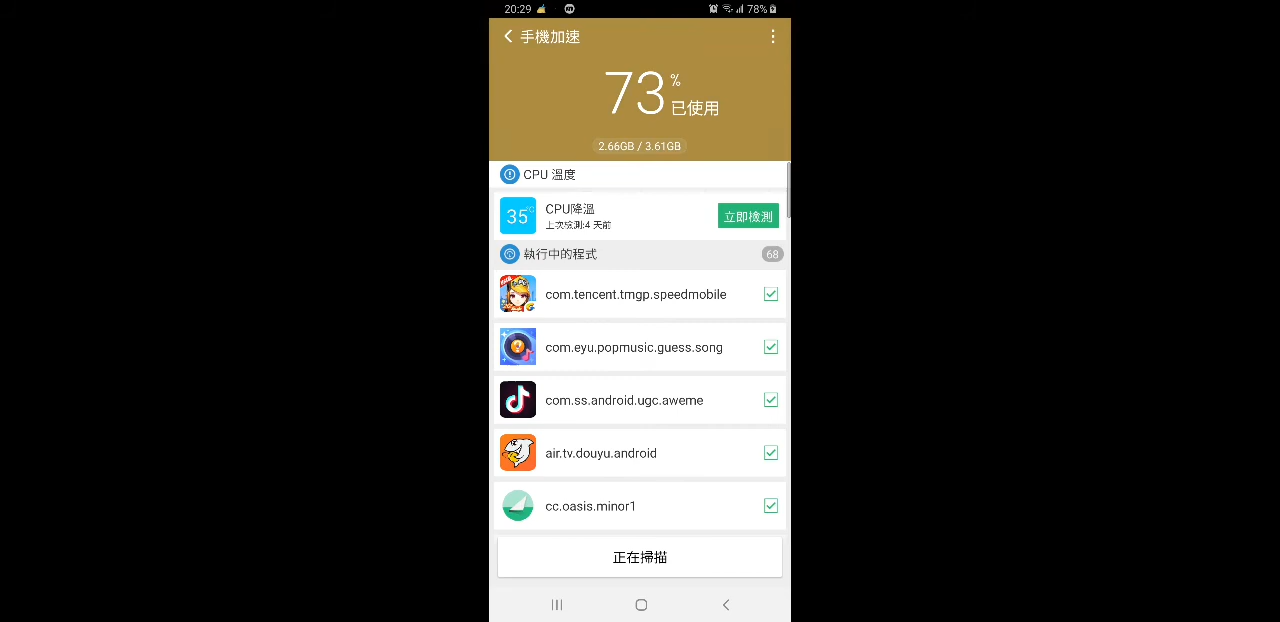 20:29 78%
手機加速
73 %
已使用
2.66GB / 3.61GB
CPU 溫度
35°C
CPU降溫
上次檢測:4 天前
立即檢測
執行中的程式 68
com.tencent.tmgp.speedmobile
com.eyu.popmusic.guess.song
com.ss.android.ugc.aweme
air.tv.douyu.android
cc.oasis.minor1
正在掃描